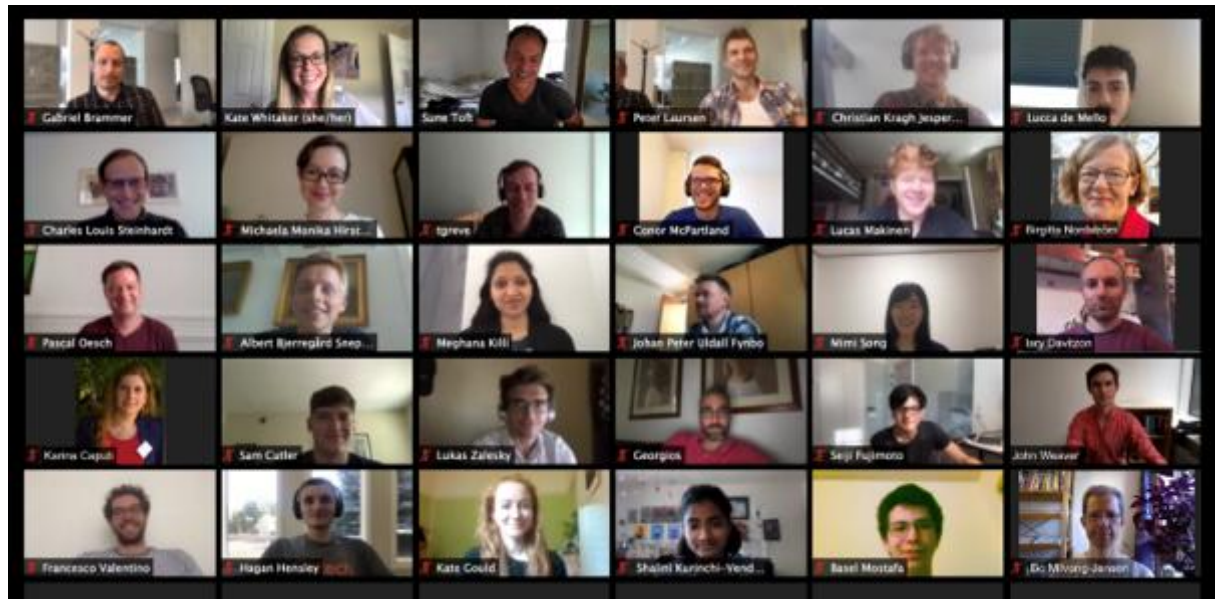 Gabriel Brammer
Kate Whitaker (she/her)
Sune Toft
Peter Laursen
Christian Kragh Jesper...
Lucca de Mello
Charles Louis Steinhardt
Michaela Monika Hirsc...
tgreve
Conor McPartland
Lucas Makinen
Birgitta Nordström
Pascal Oesch
Albert Bjerregård Snep...
Meghana Killi
Johan Peter Uldall Fynbo
Mimi Song
Iary Davitzon
Karina Caputi
Sam Cutler
Lukas Zalesky
Georgios
Seiji Fujimoto
John Weaver
Francesco Valentino
Hagan Hensley
Kate Gould
Shalini Kurinchi-Vend...
Basel Mostafa
Bo Milvang-Jensen